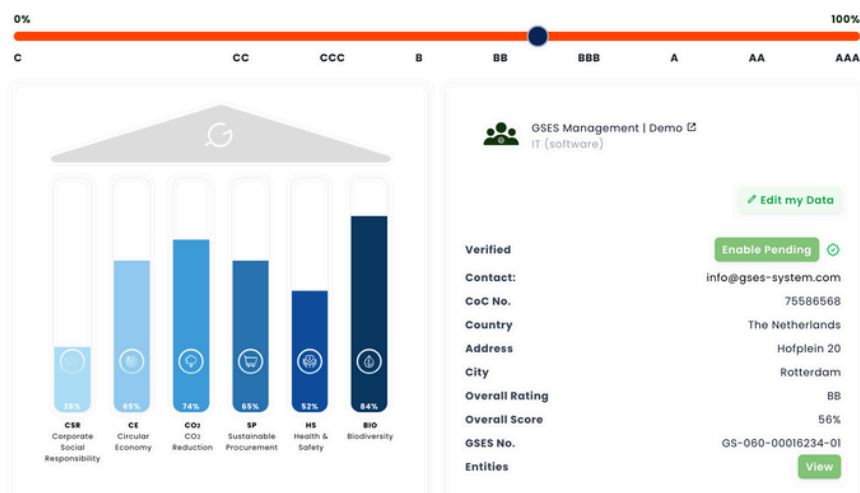 0% 100%
C CC CCC B BB BBB A AA AAA
GSES Management | Demo
IT (software)
Edit my Data
Verified Enable Pending
Contact: info@gses-system.com
CoC No. 75586568
Country The Netherlands
Address Hofplein 20
City Rotterdam
Overall Rating BB
Overall Score 56%
GSES No. GS-060-00016234-01
Entities View
28% 65% 74% 65% 52% 84%
CSR CE CO₂ SP HS BIO
Corporate Social Responsibility
Circular Economy
CO₂ Reduction
Sustainable Procurement
Health & Safety
Biodiversity